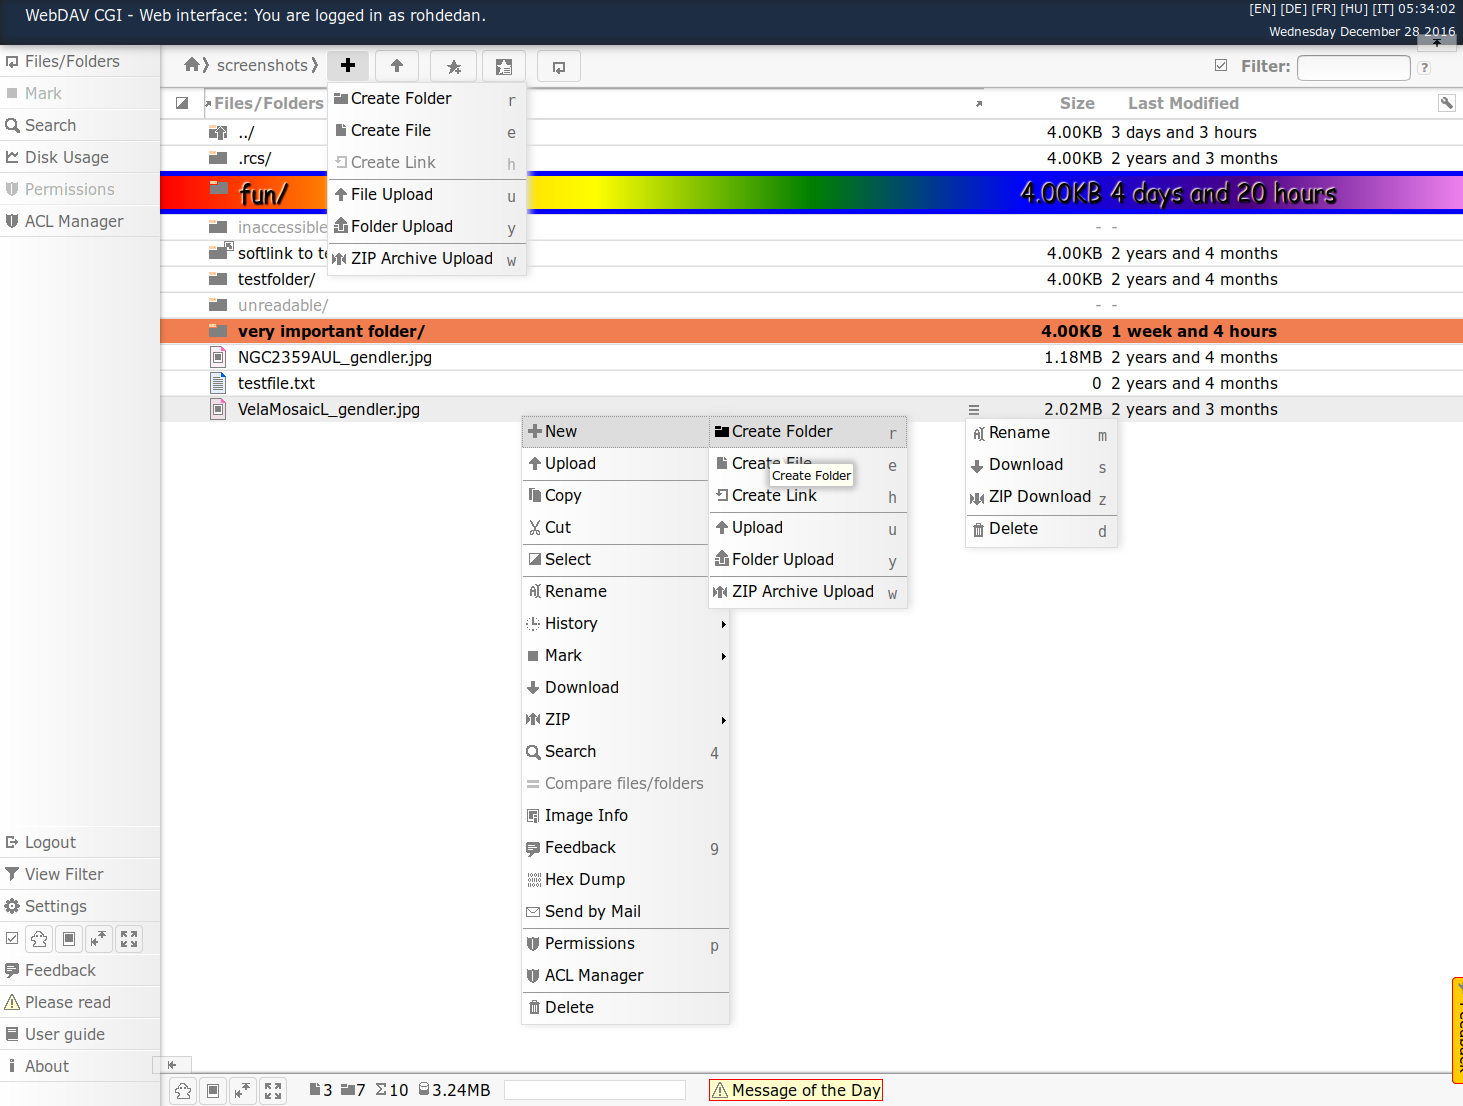 WebDAV CGI - Web interface: You are logged in as rohdedan.
[EN] [DE] [FR] [HU] [IT] 05:34:02
Wednesday December 28 2016
Files/Folders
Mark
Search
Disk Usage
Permissions
ACL Manager
screenshots
Filter:
?
Files/Folders Size Last Modified
../ 4.00KB 3 days and 3 hours
.rcs/ 4.00KB 2 years and 3 months
fun/ 4.00KB 4 days and 20 hours
inaccessible - -
softlink to te 4.00KB 2 years and 4 months
testfolder/ 4.00KB 2 years and 4 months
unreadable/ - -
very important folder/ 4.00KB 1 week and 4 hours
NGC2359AUL_gendler.jpg 1.18MB 2 years and 4 months
testfile.txt 0 2 years and 4 months
VelaMosaicL_gendler.jpg 2.02MB 2 years and 3 months
Create Folder r
Create File e
Create Link h
File Upload u
Folder Upload y
ZIP Archive Upload w
New
Upload
Copy
Cut
Select
Rename
History
Mark
Download
ZIP
Search 4
Compare files/folders
Image Info
Feedback 9
Hex Dump
Send by Mail
Permissions p
ACL Manager
Delete
Create Folder r
Create File e
Create Folder
Create Link h
Upload u
Folder Upload y
ZIP Archive Upload w
Rename m
Download s
ZIP Download z
Delete d
Logout
View Filter
Settings
Feedback
Please read
User guide
About
3 7 Σ10 3.24MB
Message of the Day
Feedback